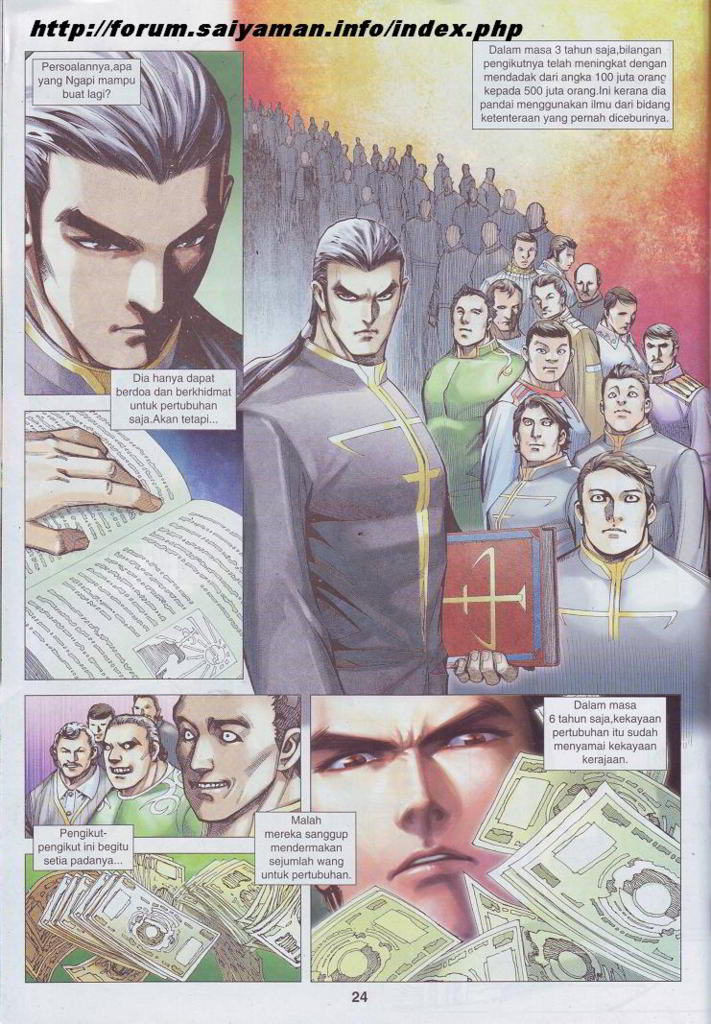 http://forum.saiyaman.info/index.php
Persoalannya,apa
yang Ngapi mampu
buat lagi?
Dalam masa 3 tahun saja,bilangan
pengikutnya telah meningkat dengan
mendadak dari angka 100 juta orang
kepada 500 juta orang.Ini kerana dia
pandai menggunakan ilmu dari bidang
ketenteraan yang pernah diceburinya.
Dia hanya dapat
berdoa dan berkhidmat
untuk pertubuhan
saja.Akan tetapi...
Pengikut-
pengikut ini begitu
setia padanya...
Malah
mereka sanggup
mendermakan
sejumlah wang
untuk pertubuhan.
Dalam masa
6 tahun saja,kekayaan
pertubuhan itu sudah
menyamai kekayaan
kerajaan.
24